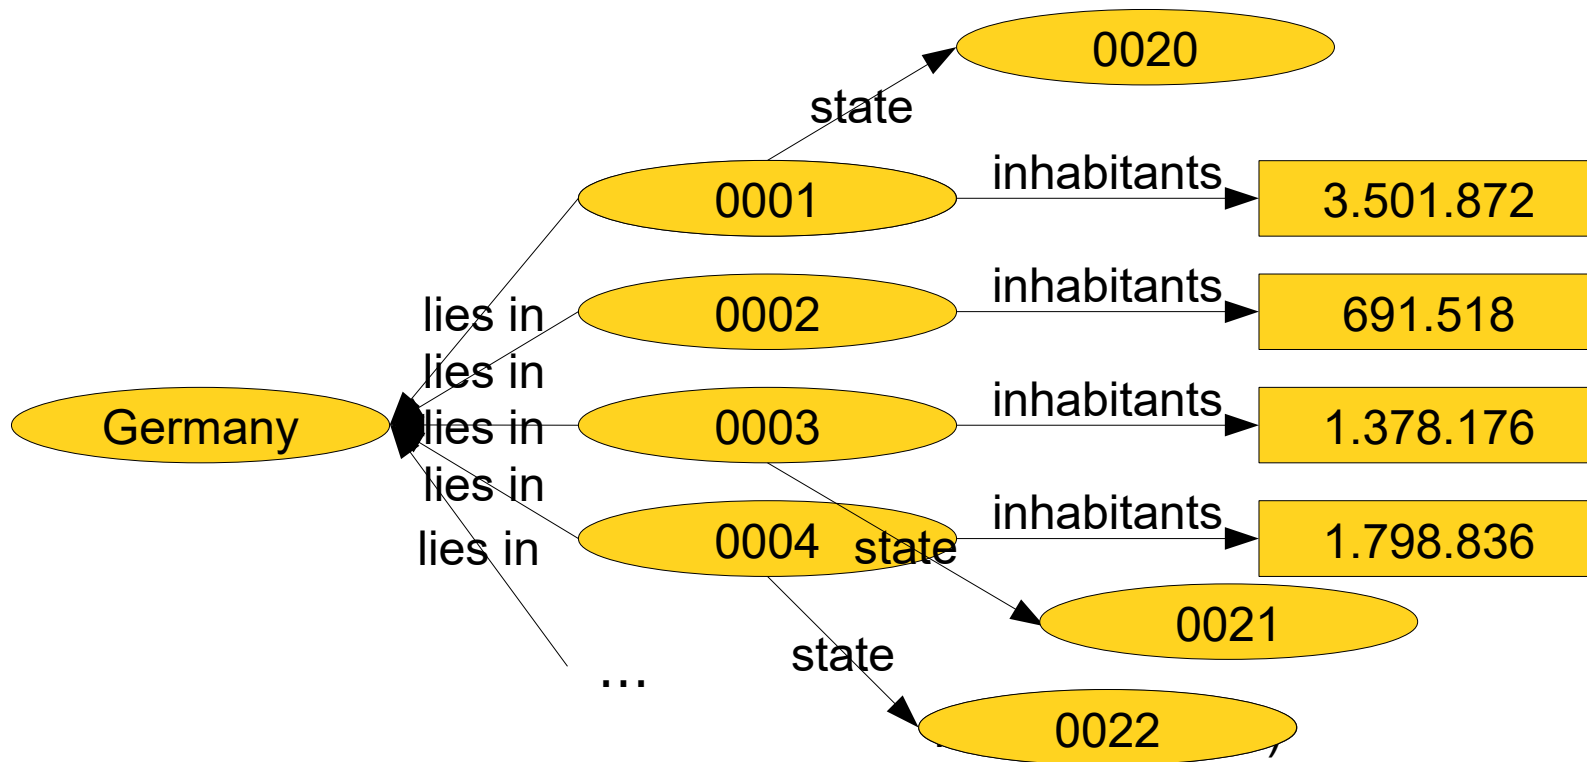 0020
state
0001
inhabitants
3.501.872
lies in
0002
inhabitants
691.518
lies in
Germany
lies in
0003
inhabitants
1.378.176
lies in
0004
inhabitants
1.798.836
lies in
state
0021
state
...
0022